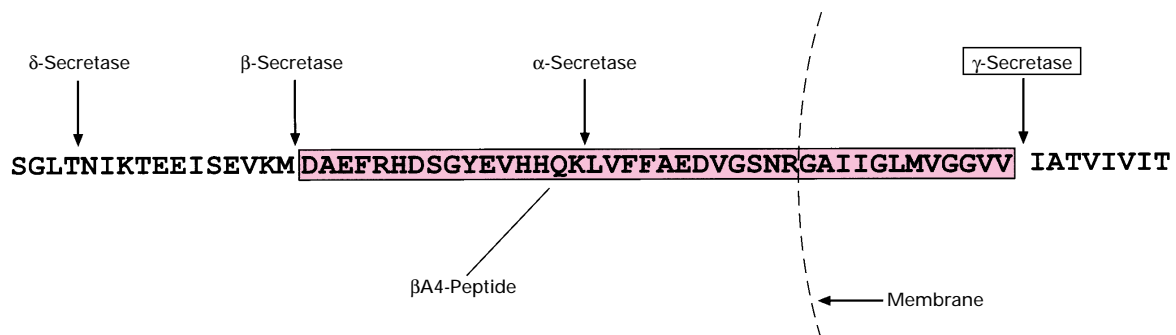 δ-Secretase β-Secretase α-Secretase γ-Secretase
SGLTNIKTEEISEVKMDAEFRHDSGYEVHHQKLVFFAEDVGSNRGAIIGLMVGGVV IATVIVIT
βA4-Peptide
Membrane